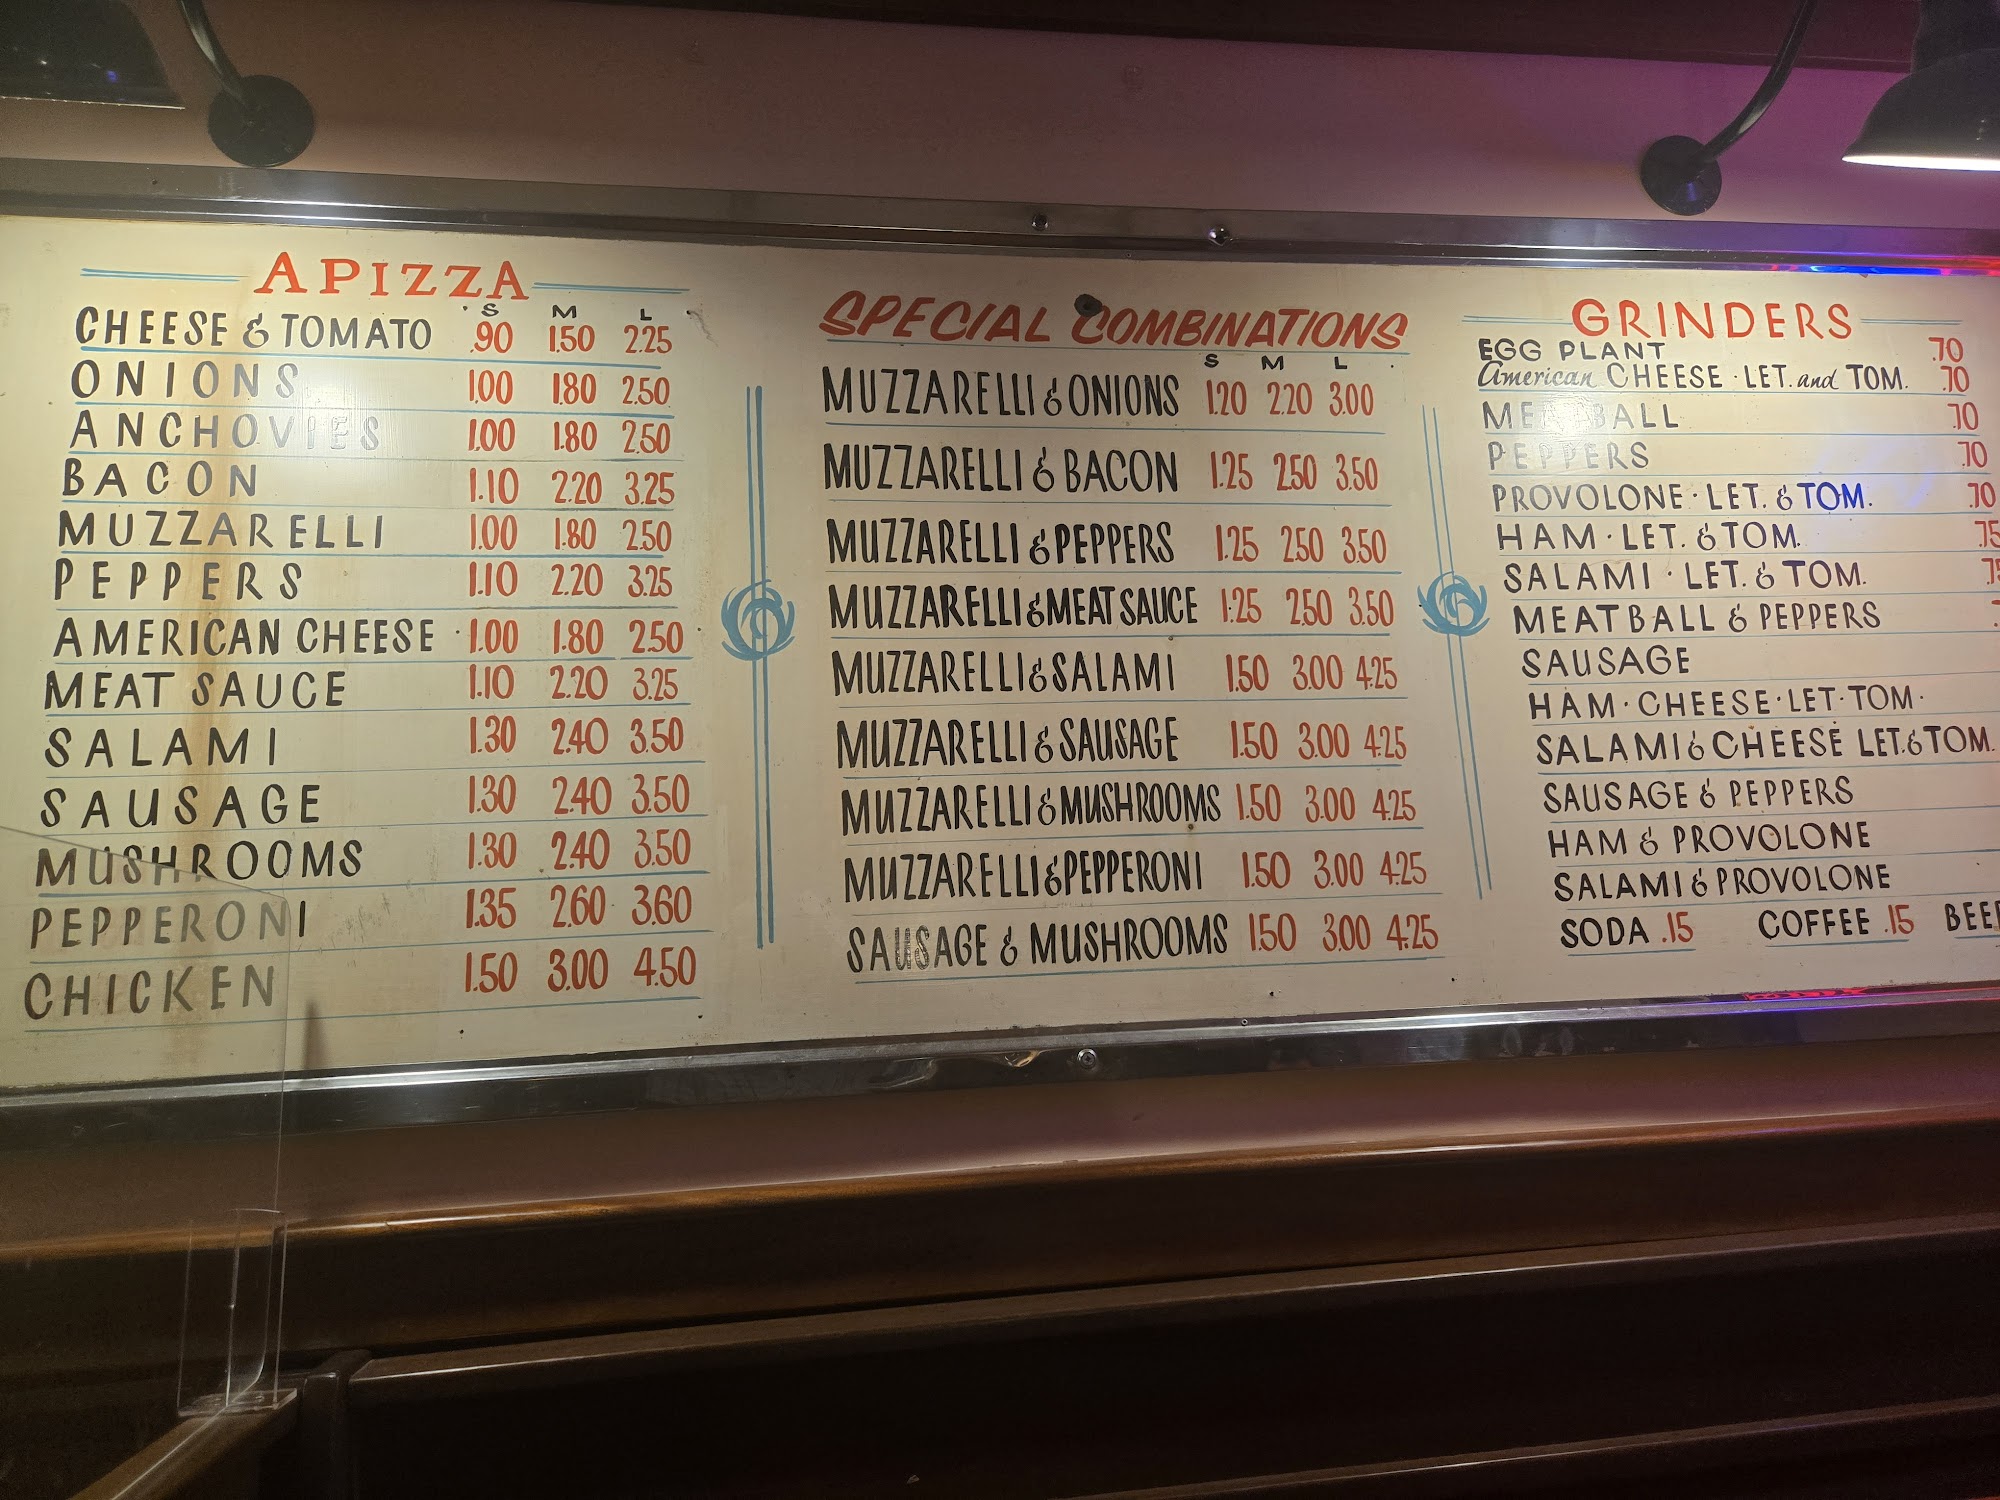 APIZZA
S M L
CHEESE & TOMATO .90 1.50 2.25
ONIONS 1.00 1.80 2.50
ANCHOVIES 1.00 1.80 2.50
BACON 1.10 2.20 3.25
MUZZARELLI 1.00 1.80 2.50
PEPPERS 1.10 2.20 3.25
AMERICAN CHEESE 1.00 1.80 2.50
MEAT SAUCE 1.10 2.20 3.25
SALAMI 1.30 2.40 3.50
SAUSAGE 1.30 2.40 3.50
MUSHROOMS 1.30 2.40 3.50
PEPPERONI 1.35 2.60 3.60
CHICKEN 1.50 3.00 4.50
SPECIAL COMBINATIONS
S M L
MUZZARELLI & ONIONS 1.20 2.20 3.00
MUZZARELLI & BACON 1.25 2.50 3.50
MUZZARELLI & PEPPERS 1.25 2.50 3.50
MUZZARELLI & MEAT SAUCE 1.25 2.50 3.50
MUZZARELLI & SALAMI 1.50 3.00 4.25
MUZZARELLI & SAUSAGE 1.50 3.00 4.25
MUZZARELLI & MUSHROOMS 1.50 3.00 4.25
MUZZARELLI & PEPPERONI 1.50 3.00 4.25
SAUSAGE & MUSHROOMS 1.50 3.00 4.25
GRINDERS
EGG PLANT .70
American CHEESE · LET. and TOM. .70
MEATBALL .70
PEPPERS .70
PROVOLONE · LET. & TOM. .70
HAM · LET. & TOM. .75
SALAMI · LET. & TOM.
MEATBALL & PEPPERS
SAUSAGE
HAM · CHEESE · LET · TOM ·
SALAMI & CHEESE LET. & TOM.
SAUSAGE & PEPPERS
HAM & PROVOLONE
SALAMI & PROVOLONE
SODA .15 COFFEE .15